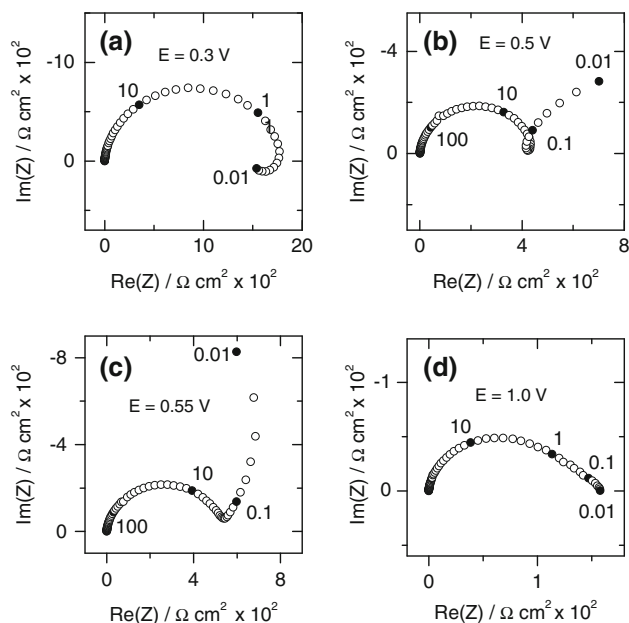 (a)
E = 0.3 V
-10
0
10
1
0.01
0
10
20
Im(Z) / Ω cm² x 10²
Re(Z) / Ω cm² x 10²
(b)
E = 0.5 V
-4
0
0.01
10
100
0.1
0
4
8
Im(Z) / Ω cm² x 10²
Re(Z) / Ω cm² x 10²
(c)
E = 0.55 V
-8
-4
0
0.01
10
100
0.1
0
4
8
Im(Z) / Ω cm² x 10²
Re(Z) / Ω cm² x 10²
(d)
E = 1.0 V
-1
0
10
1
0.1
0.01
0
1
Im(Z) / Ω cm² x 10²
Re(Z) / Ω cm² x 10²